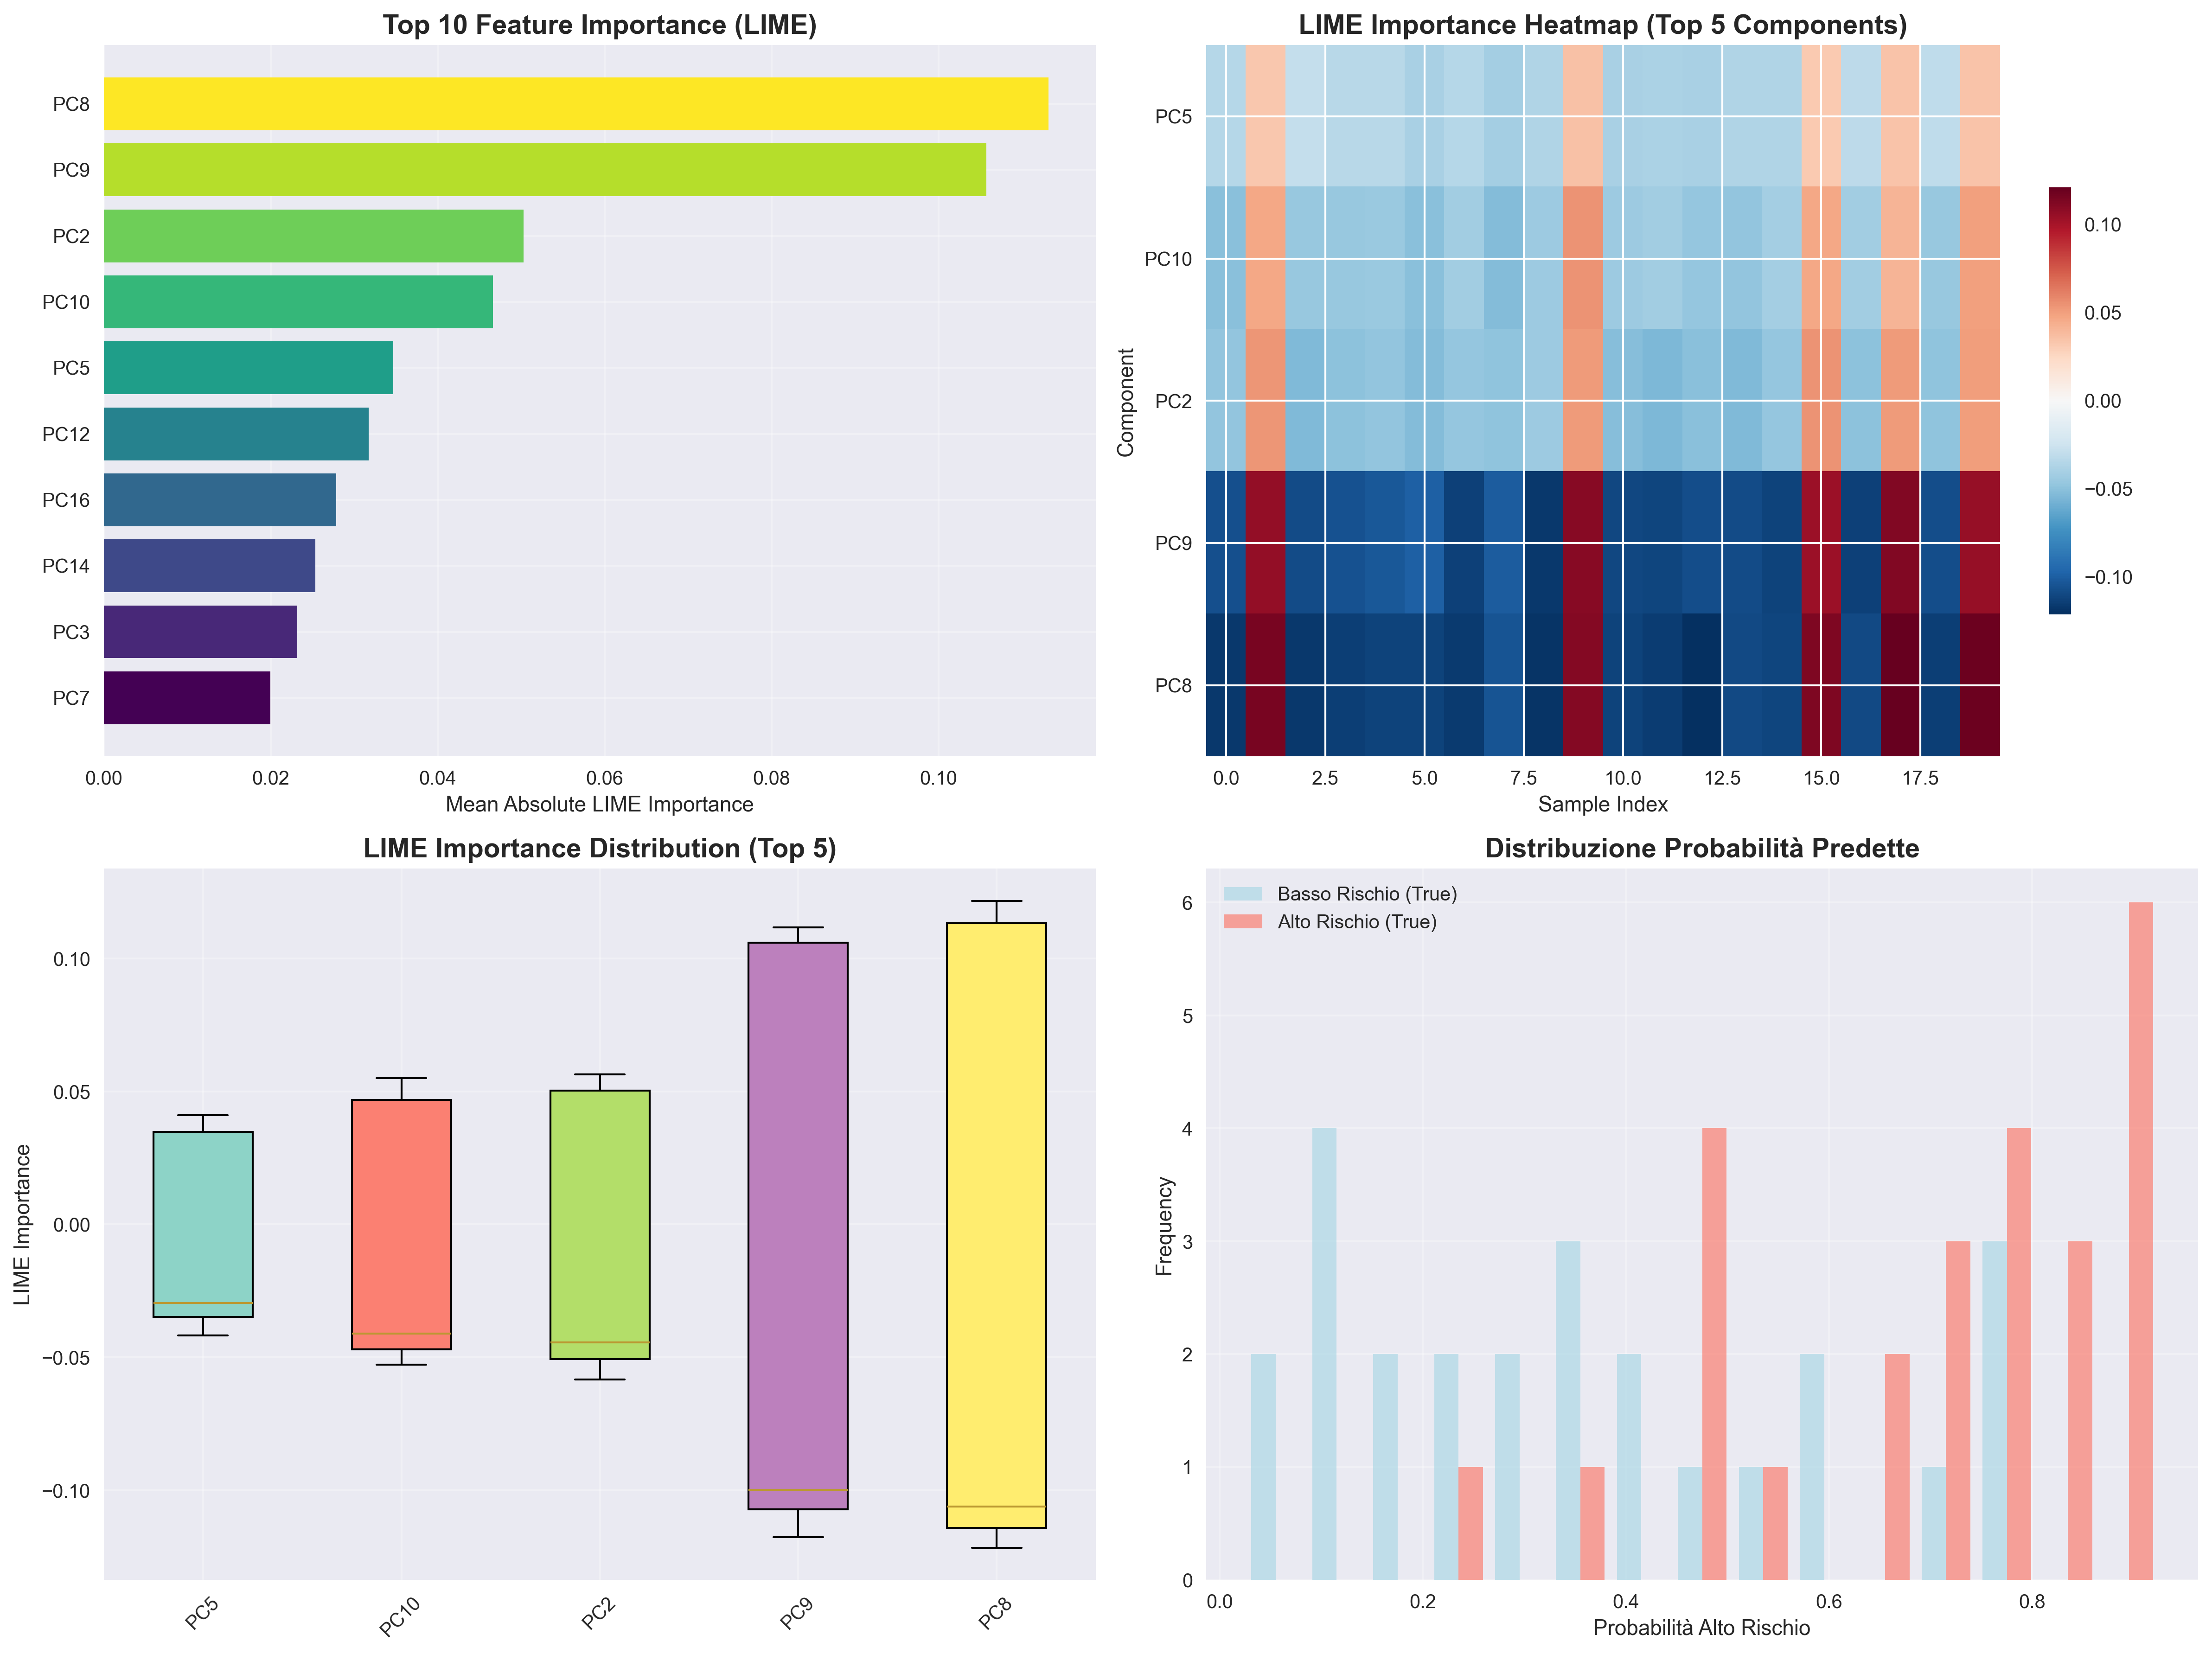 Top 10 Feature Importance (LIME)
PC8
PC9
PC2
PC10
PC5
PC12
PC16
PC14
PC3
PC7
0.00 0.02 0.04 0.06 0.08 0.10
Mean Absolute LIME Importance
LIME Importance Heatmap (Top 5 Components)
Component
PC5
PC10
PC2
PC9
PC8
0.0 2.5 5.0 7.5 10.0 12.5 15.0 17.5
Sample Index
0.10
0.05
0.00
−0.05
−0.10
LIME Importance Distribution (Top 5)
LIME Importance
0.10
0.05
0.00
−0.05
−0.10
PC5 PC10 PC2 PC9 PC8
Distribuzione Probabilità Predette
Basso Rischio (True)
Alto Rischio (True)
Frequency
6
5
4
3
2
1
0
0.0 0.2 0.4 0.6 0.8
Probabilità Alto Rischio